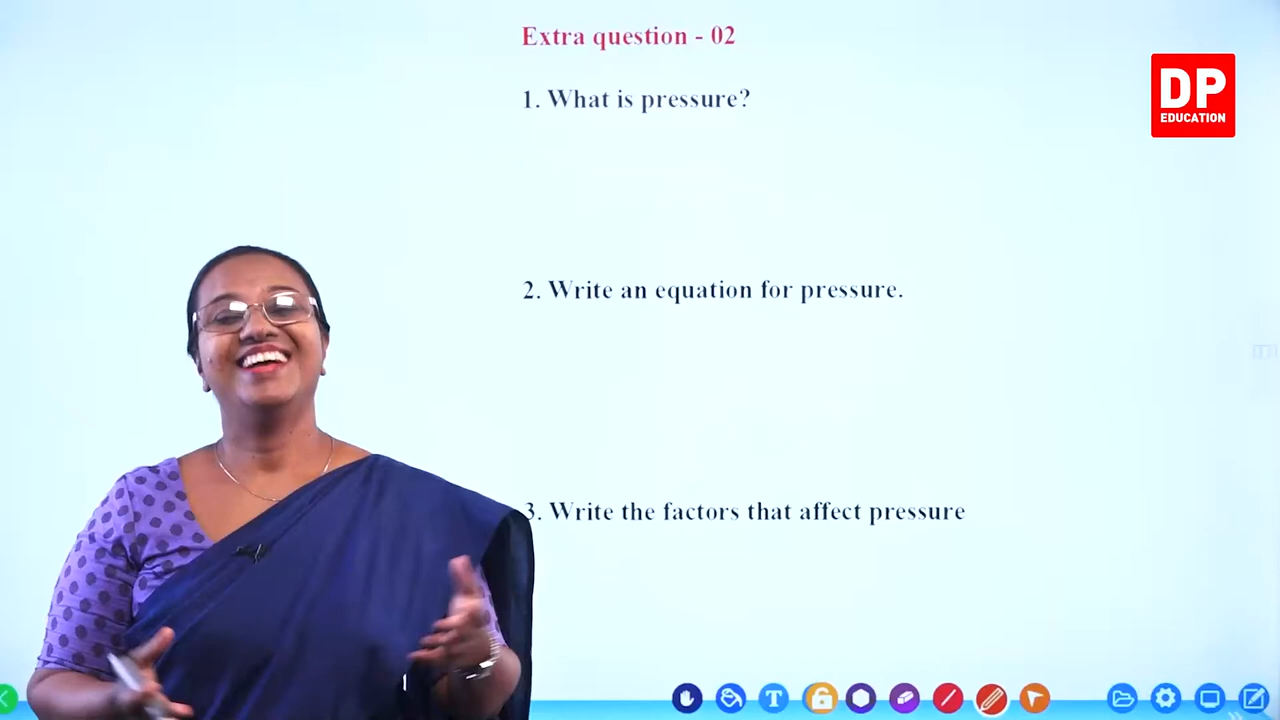 Extra question - 02
DP
EDUCATION
1. What is pressure?
2. Write an equation for pressure.
3. Write the factors that affect pressure
T